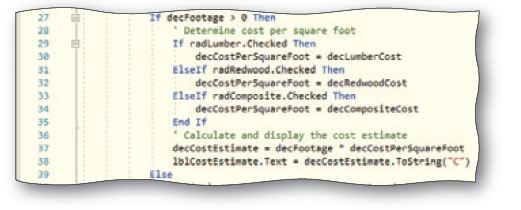 27 If decFootage > 0 Then
28 ' Determine cost per square foot
29 If radLumber.Checked Then
30 decCostPerSquareFoot = decLumberCost
31 ElseIf radRedwood.Checked Then
32 decCostPerSquareFoot = decRedwoodCost
33 ElseIf radComposite.Checked Then
34 decCostPerSquareFoot = decCompositeCost
35 End If
36 ' Calculate and display the cost estimate
37 decCostEstimate = decFootage * decCostPerSquareFoot
38 lblCostEstimate.Text = decCostEstimate.ToString("C")
39 Else